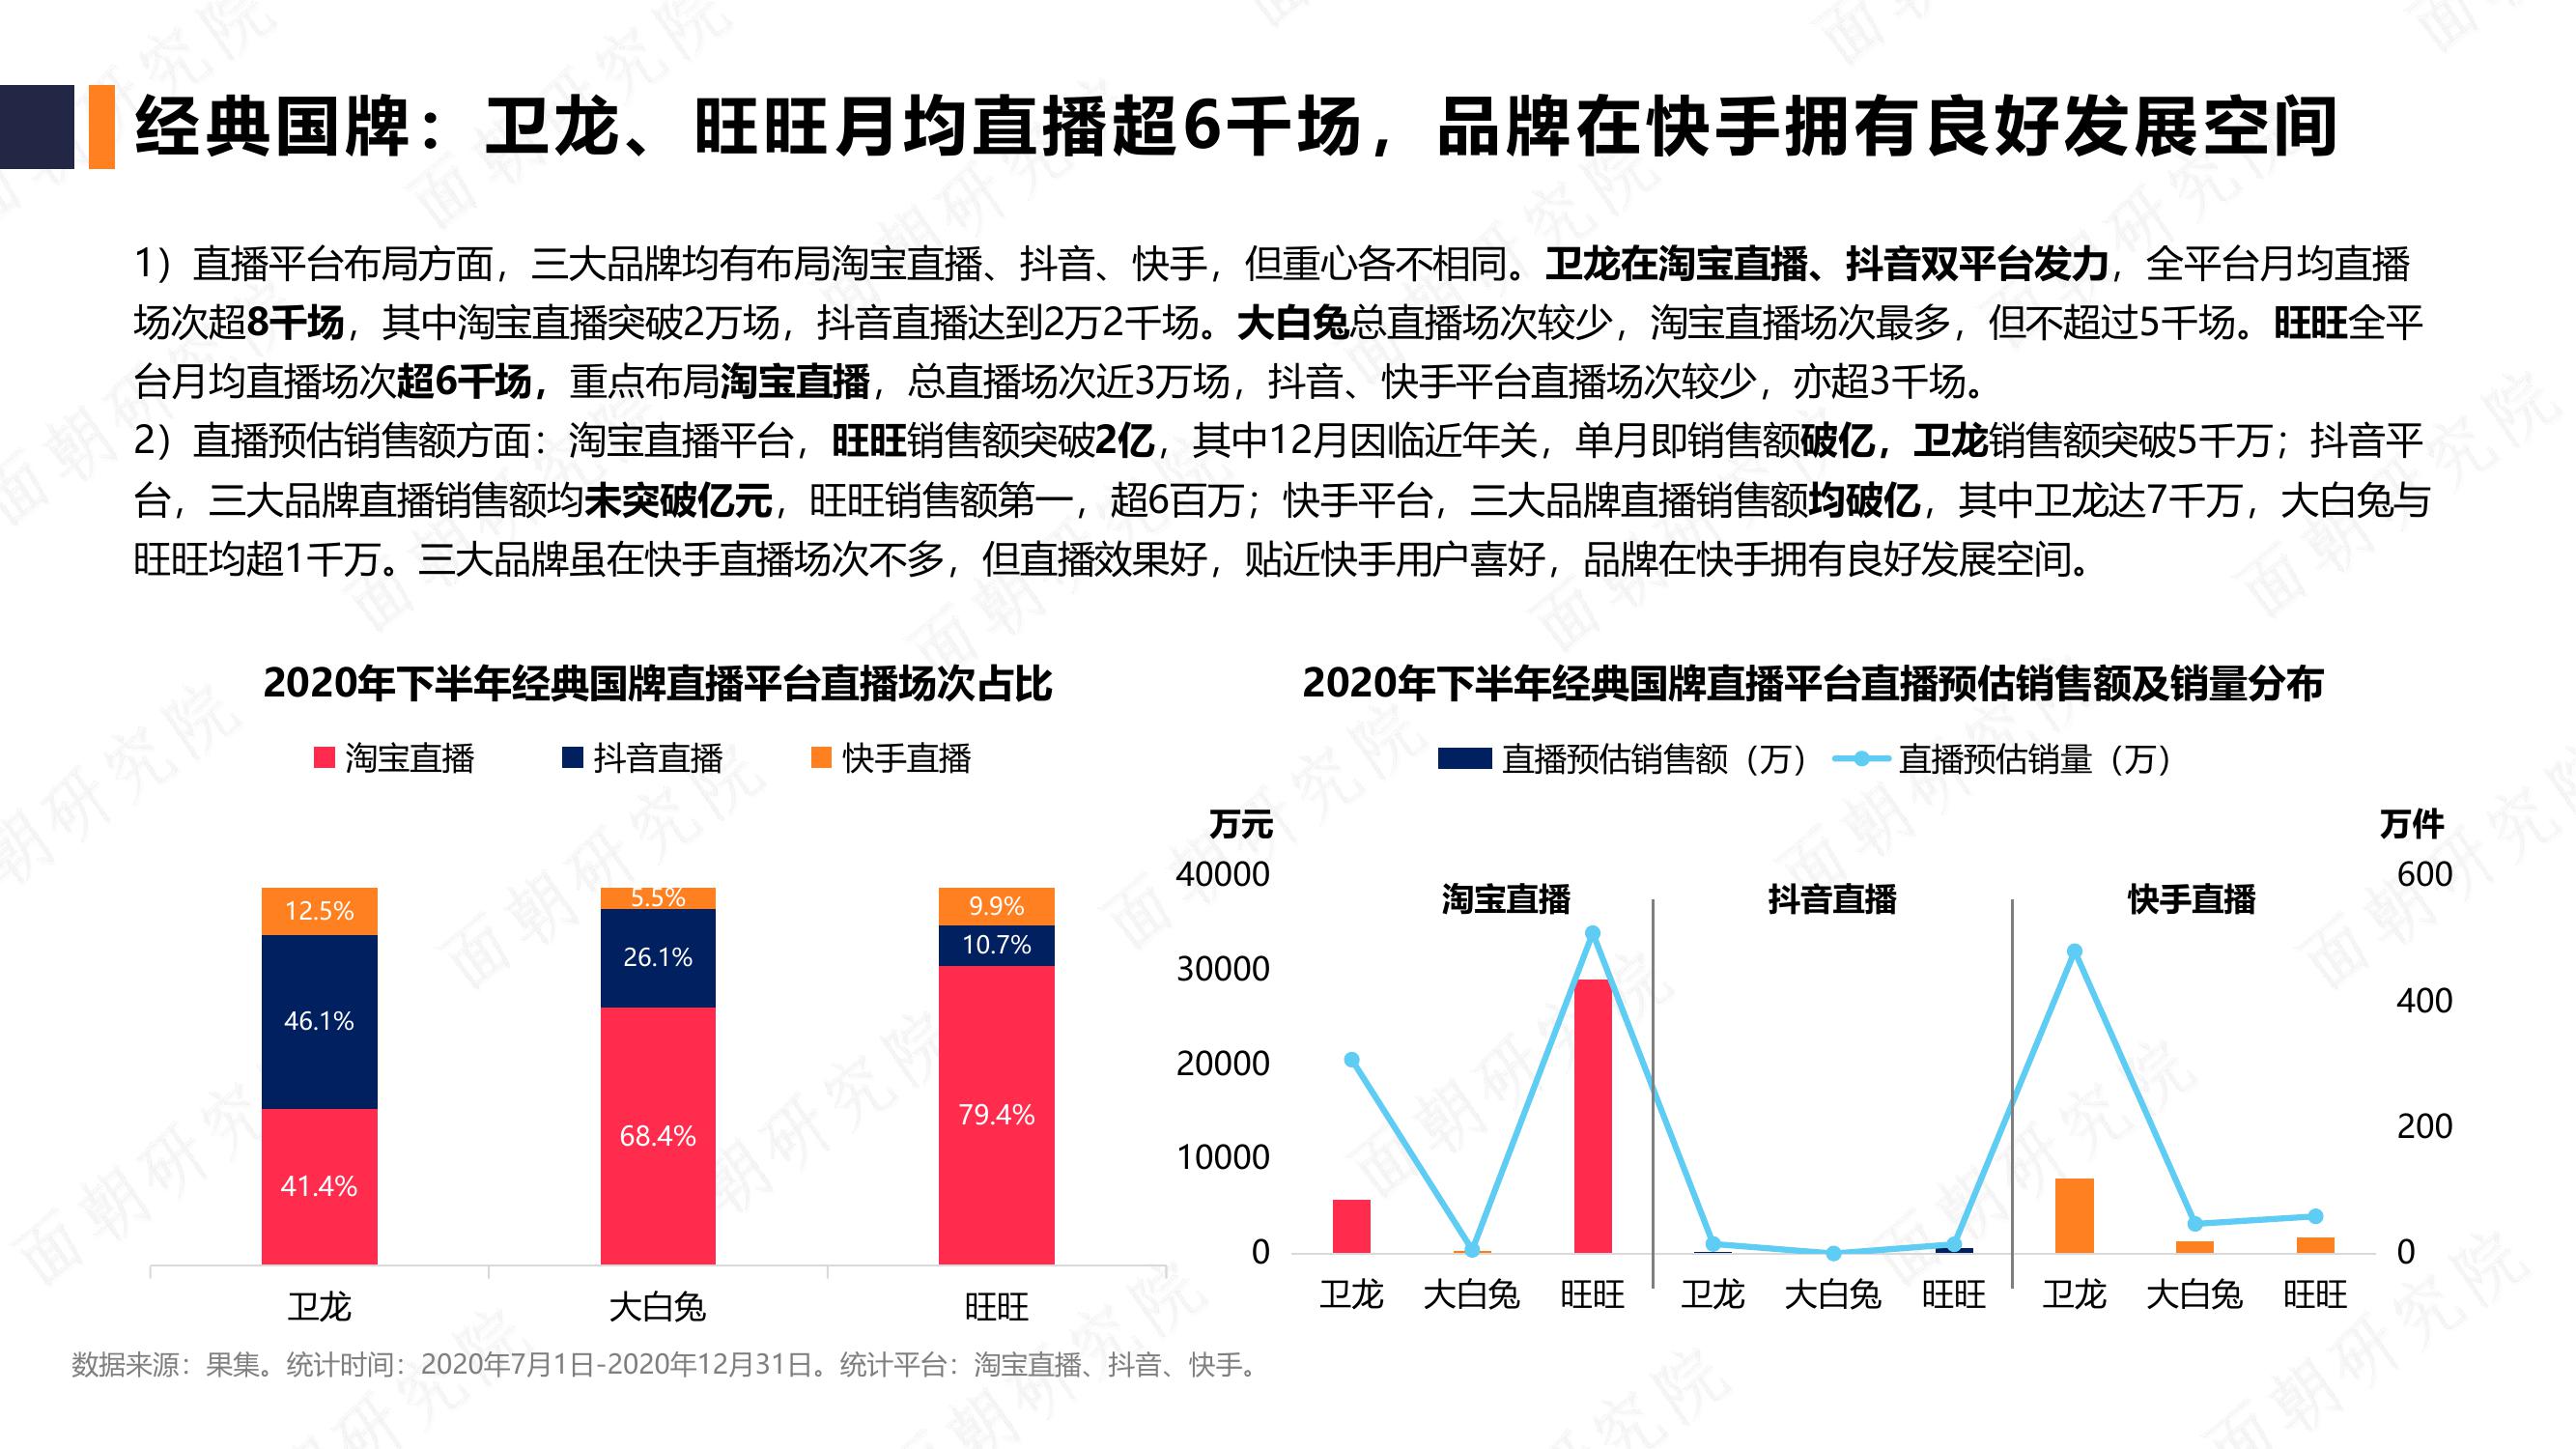 经典国牌：卫龙、旺旺月均直播超6千场，品牌在快手拥有良好发展空间
1）直播平台布局方面，三大品牌均有布局淘宝直播、抖音、快手，但重心各不相同。卫龙在淘宝直播、抖音双平台发力，全平台月均直播
场次超8千场，其中淘宝直播突破2万场，抖音直播达到2万2千场。大白兔总直播场次较少，淘宝直播场次最多，但不超过5千场。旺旺全平
台月均直播场次超6千场，重点布局淘宝直播，总直播场次近3万场，抖音、快手平台直播场次较少，亦超3千场。
2）直播预估销售额方面：淘宝直播平台，旺旺销售额突破2亿，其中12月因临近年关，单月即销售额破亿，卫龙销售额突破5千万；抖音平
台，三大品牌直播销售额均未突破亿元，旺旺销售额第一，超6百万；快手平台，三大品牌直播销售额均破亿，其中卫龙达7千万，大白兔与
旺旺均超1千万。三大品牌虽在快手直播场次不多，但直播效果好，贴近快手用户喜好，品牌在快手拥有良好发展空间。
2020年下半年经典国牌直播平台直播场次占比
淘宝直播 抖音直播 快手直播
12.5% 5.5% 9.9%
46.1% 26.1% 10.7%
41.4% 68.4% 79.4%
卫龙 大白兔 旺旺
2020年下半年经典国牌直播平台直播预估销售额及销量分布
直播预估销售额（万） 直播预估销量（万）
万元 万件
40000
30000
20000
10000
0
淘宝直播 抖音直播 快手直播
600
400
200
0
卫龙 大白兔 旺旺 卫龙 大白兔 旺旺 卫龙 大白兔 旺旺
数据来源：果集。统计时间：2020年7月1日-2020年12月31日。统计平台：淘宝直播、抖音、快手。
面朝研究院